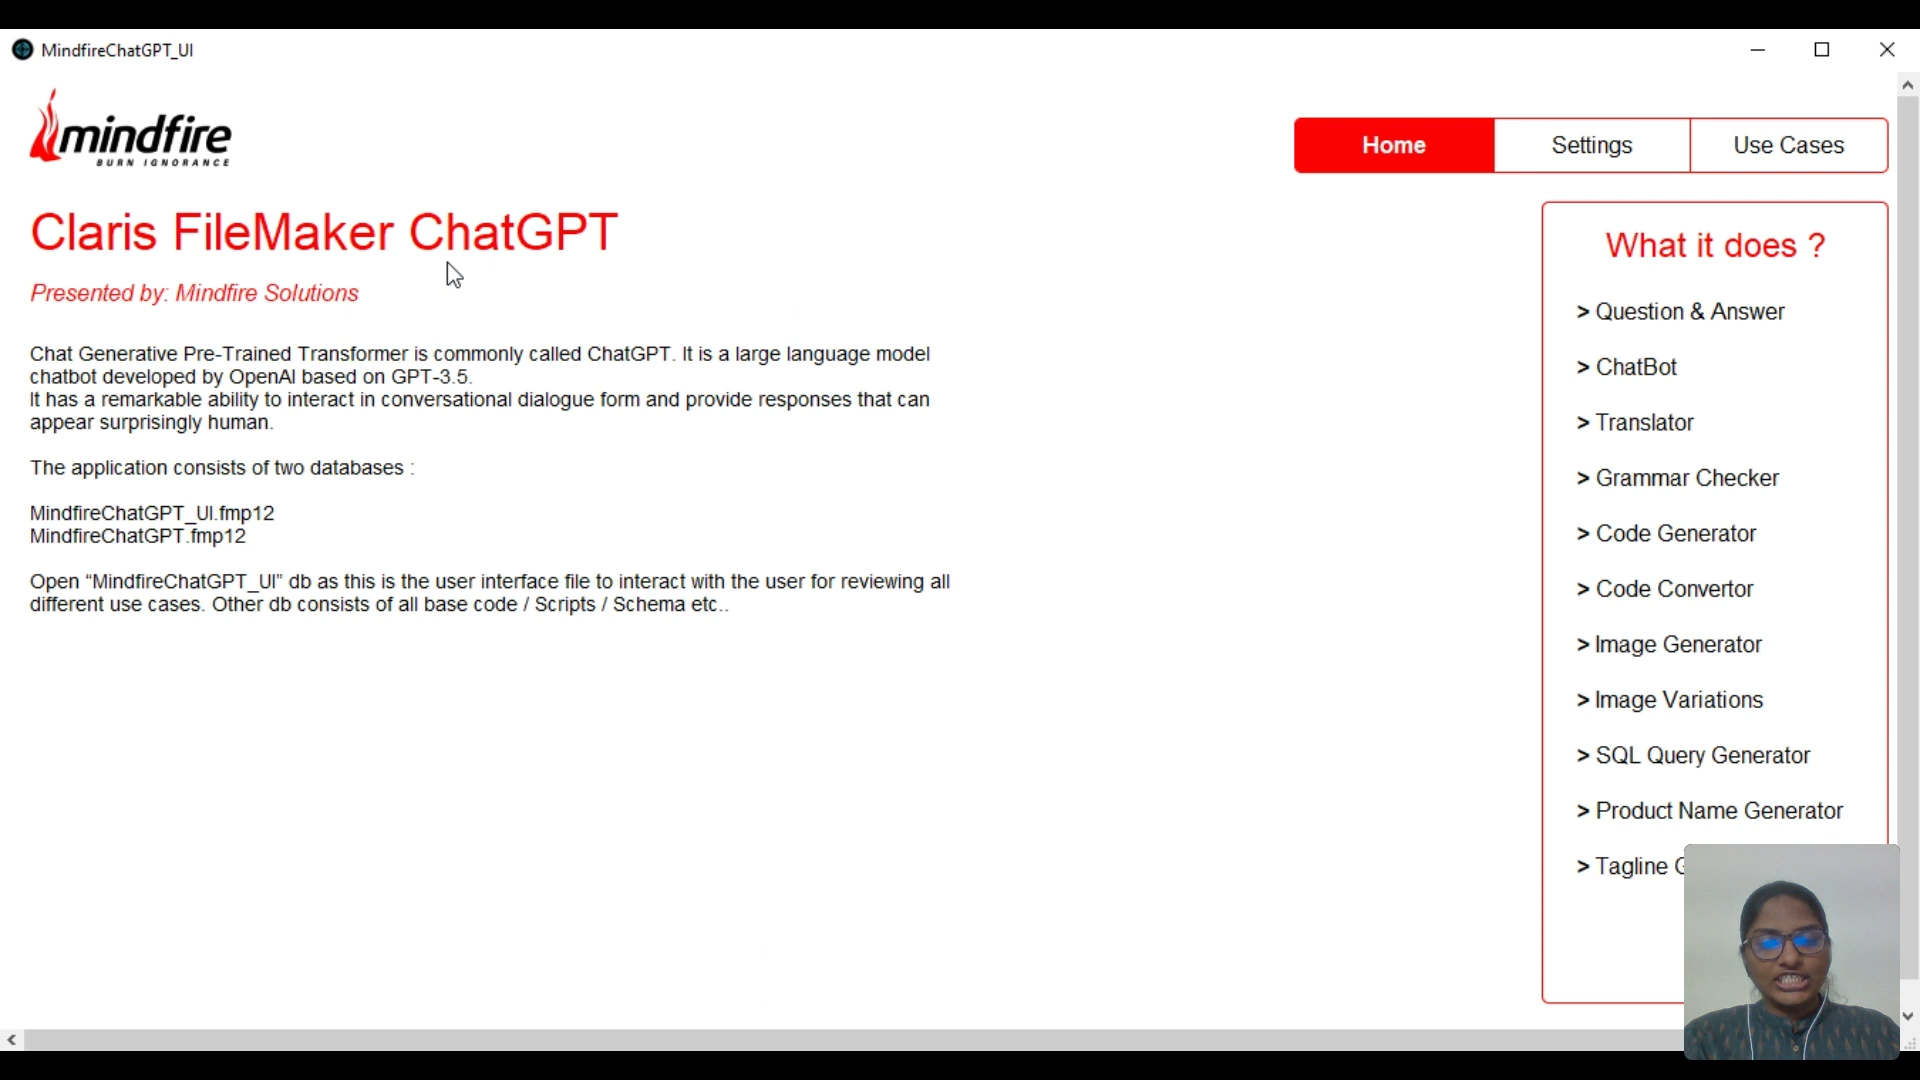 MindfireChatGPT_UI
mindfire
BURN IGNORANCE
Home
Settings
Use Cases
Claris FileMaker ChatGPT
Presented by: Mindfire Solutions
Chat Generative Pre-Trained Transformer is commonly called ChatGPT. It is a large language model
chatbot developed by OpenAI based on GPT-3.5.
It has a remarkable ability to interact in conversational dialogue form and provide responses that can
appear surprisingly human.
The application consists of two databases :
MindfireChatGPT_UI.fmp12
MindfireChatGPT.fmp12
Open “MindfireChatGPT_UI” db as this is the user interface file to interact with the user for reviewing all
different use cases. Other db consists of all base code / Scripts / Schema etc..
What it does ?
> Question & Answer
> ChatBot
> Translator
> Grammar Checker
> Code Generator
> Code Convertor
> Image Generator
> Image Variations
> SQL Query Generator
> Product Name Generator
> Tagline